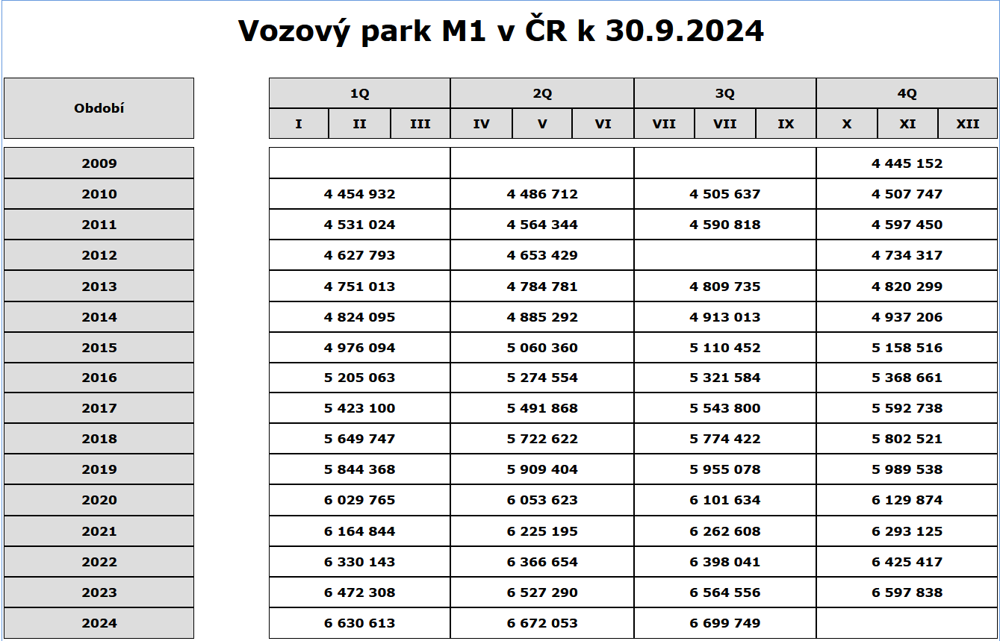 Vozový park M1 v ČR k 30.9.2024
Období 1Q 2Q 3Q 4Q
I II III IV V VI VII VII IX X XI XII
2009 4 445 152
2010 4 454 932 4 486 712 4 505 637 4 507 747
2011 4 531 024 4 564 344 4 590 818 4 597 450
2012 4 627 793 4 653 429 4 734 317
2013 4 751 013 4 784 781 4 809 735 4 820 299
2014 4 824 095 4 885 292 4 913 013 4 937 206
2015 4 976 094 5 060 360 5 110 452 5 158 516
2016 5 205 063 5 274 554 5 321 584 5 368 661
2017 5 423 100 5 491 868 5 543 800 5 592 738
2018 5 649 747 5 722 622 5 774 422 5 802 521
2019 5 844 368 5 909 404 5 955 078 5 989 538
2020 6 029 765 6 053 623 6 101 634 6 129 874
2021 6 164 844 6 225 195 6 262 608 6 293 125
2022 6 330 143 6 366 654 6 398 041 6 425 417
2023 6 472 308 6 527 290 6 564 556 6 597 838
2024 6 630 613 6 672 053 6 699 749